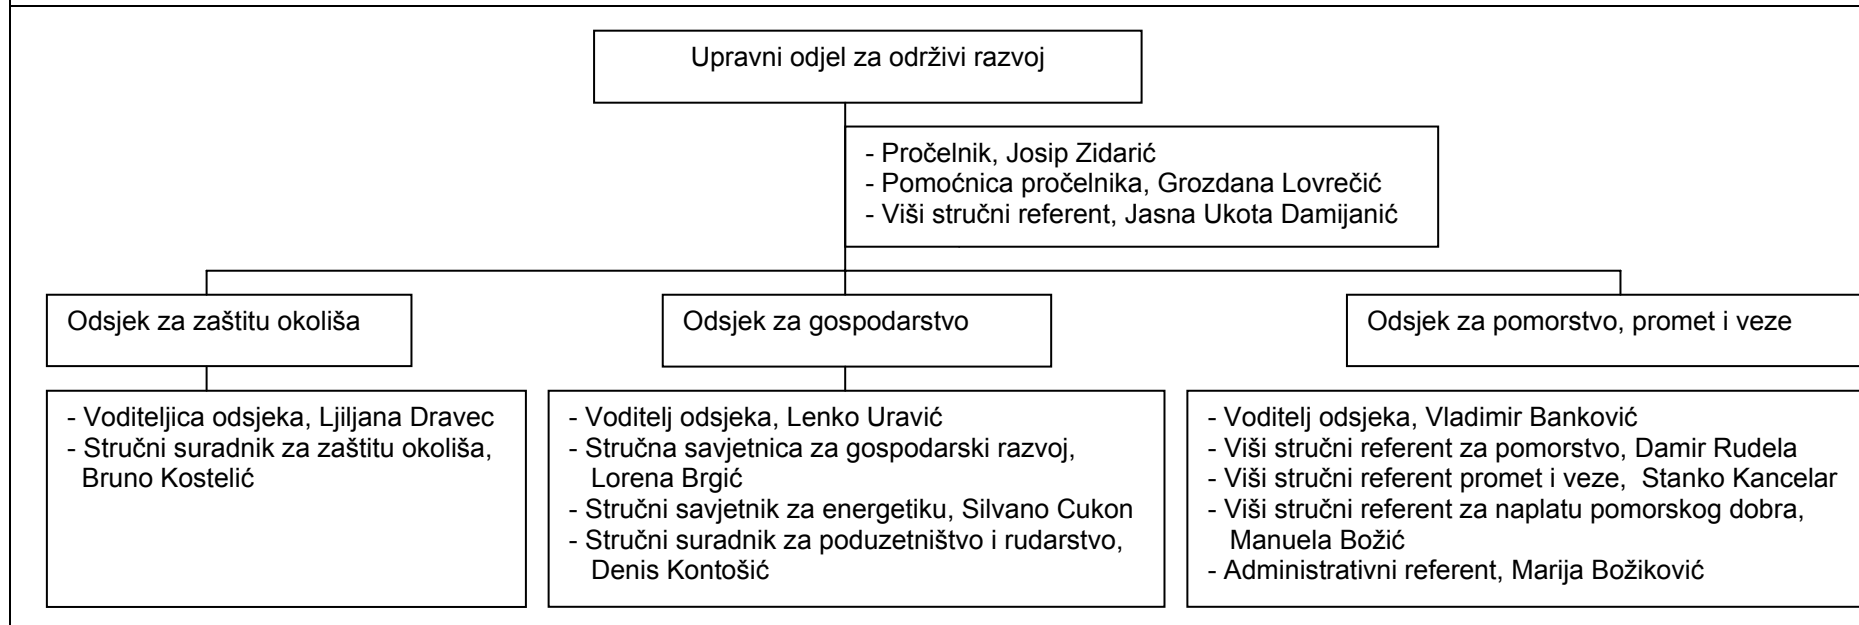 Upravni odjel za održivi razvoj
- Pročelnik, Josip Zidarić
- Pomoćnica pročelnika, Grozdana Lovrečić
- Viši stručni referent, Jasna Ukota Damijanić
Odsjek za zaštitu okoliša
Odsjek za gospodarstvo
Odsjek za pomorstvo, promet i veze
- Voditeljica odsjeka, Ljiljana Dravec
- Stručni suradnik za zaštitu okoliša,
Bruno Kostelić
- Voditelj odsjeka, Lenko Uravić
- Stručna savjetnica za gospodarski razvoj,
Lorena Brgić
- Stručni savjetnik za energetiku, Silvano Cukon
- Stručni suradnik za poduzetništvo i rudarstvo,
Denis Kontošić
- Voditelj odsjeka, Vladimir Banković
- Viši stručni referent za pomorstvo, Damir Rudela
- Viši stručni referent promet i veze,  Stanko Kancelar
- Viši stručni referent za naplatu pomorskog dobra,
Manuela Božić
- Administrativni referent, Marija Božiković